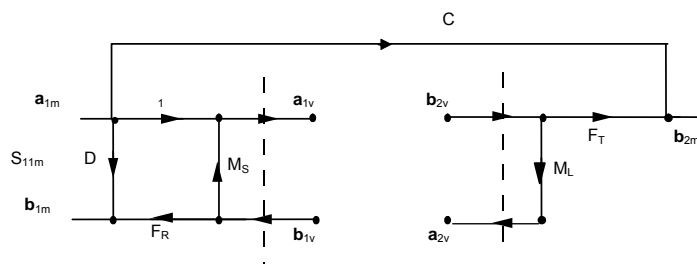 C
a1m 1 a1v b2v
FT b2m
S11m D MS ML
b1m
FR b1v a2v